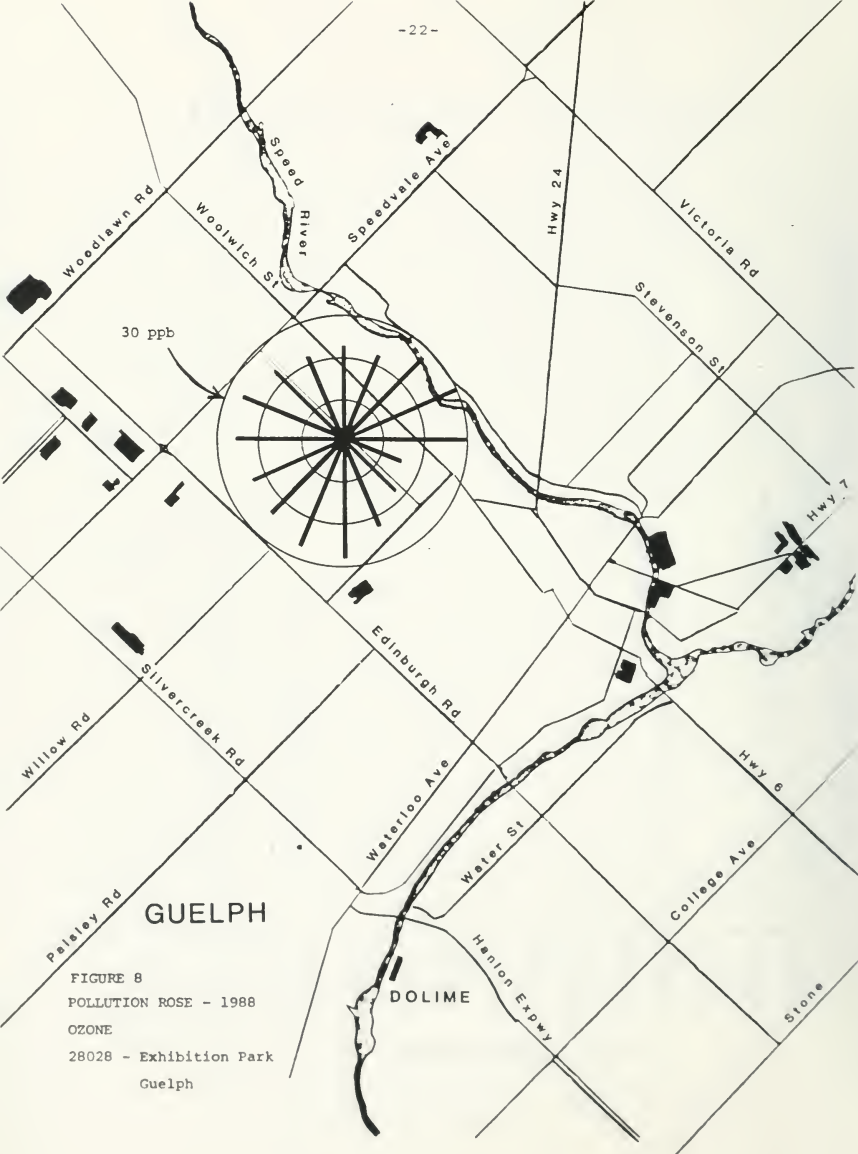 -22-
Speed
River
Speedvale Ave
Hwy 24
Woodlawn Rd
Woolwich St
Victoria Rd
Stevenson St
30 ppb
Hwy 7
Edinburgh Rd
Silvercreek Rd
Willow Rd
Waterloo Ave
Water St
Hwy 6
College Ave
Paisley Rd
GUELPH
Hanlon Expwy
Stone
DOLIME
FIGURE 8
POLLUTION ROSE - 1988
OZONE
28028 - Exhibition Park
Guelph